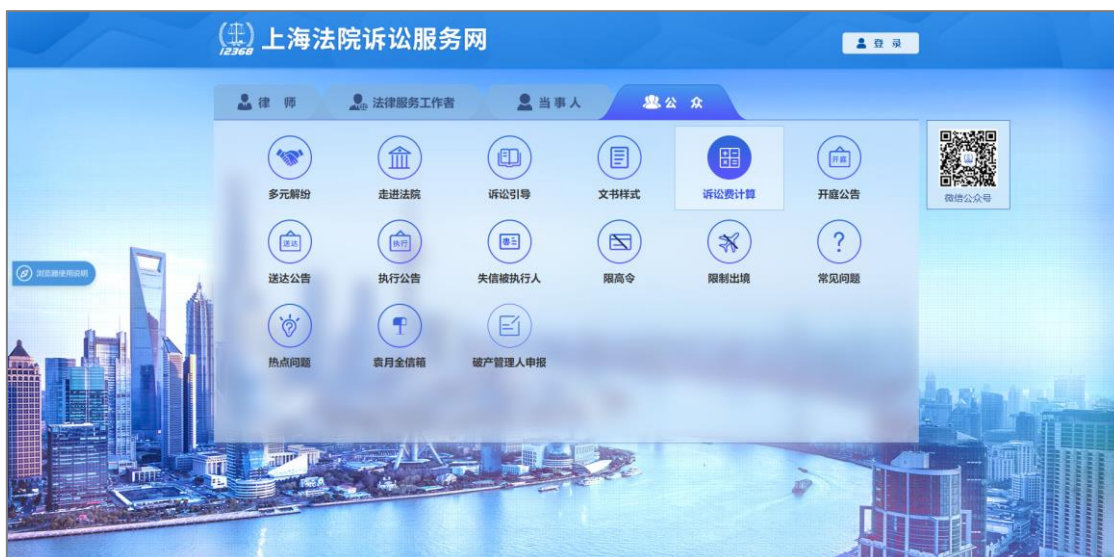 12368
上海法院诉讼服务网
登 录
律 师
法律服务工作者
当事人
公 众
多元解纷
走进法院
诉讼引导
文书样式
诉讼费计算
开庭
开庭公告
微信公众号
送达
送达公告
执行
执行公告
失信被执行人
限高令
限制出境
常见问题
浏览器使用说明
热点问题
袁月全信箱
破产管理人申报